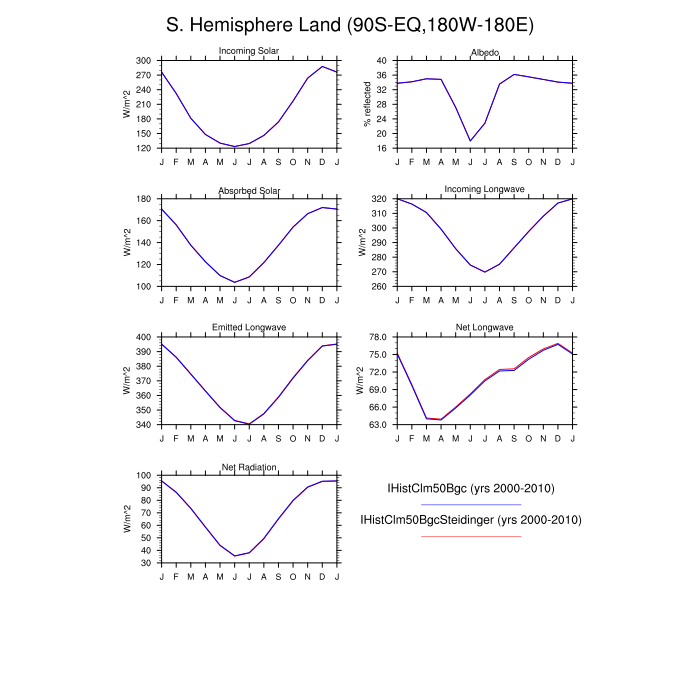 S. Hemisphere Land (90S-EQ,180W-180E)
Incoming Solar
W/m^2
300
270
240
210
180
150
120
J F M A M J J A S O N D J
Albedo
% reflected
40
36
32
28
24
20
16
J F M A M J J A S O N D J
Absorbed Solar
W/m^2
180
160
140
120
100
J F M A M J J A S O N D J
Incoming Longwave
W/m^2
320
310
300
290
280
270
260
J F M A M J J A S O N D J
Emitted Longwave
W/m^2
400
390
380
370
360
350
340
J F M A M J J A S O N D J
Net Longwave
W/m^2
78.0
75.0
72.0
69.0
66.0
63.0
J F M A M J J A S O N D J
Net Radiation
W/m^2
100
90
80
70
60
50
40
30
J F M A M J J A S O N D J
IHistClm50Bgc (yrs 2000-2010)
IHistClm50BgcSteidinger (yrs 2000-2010)